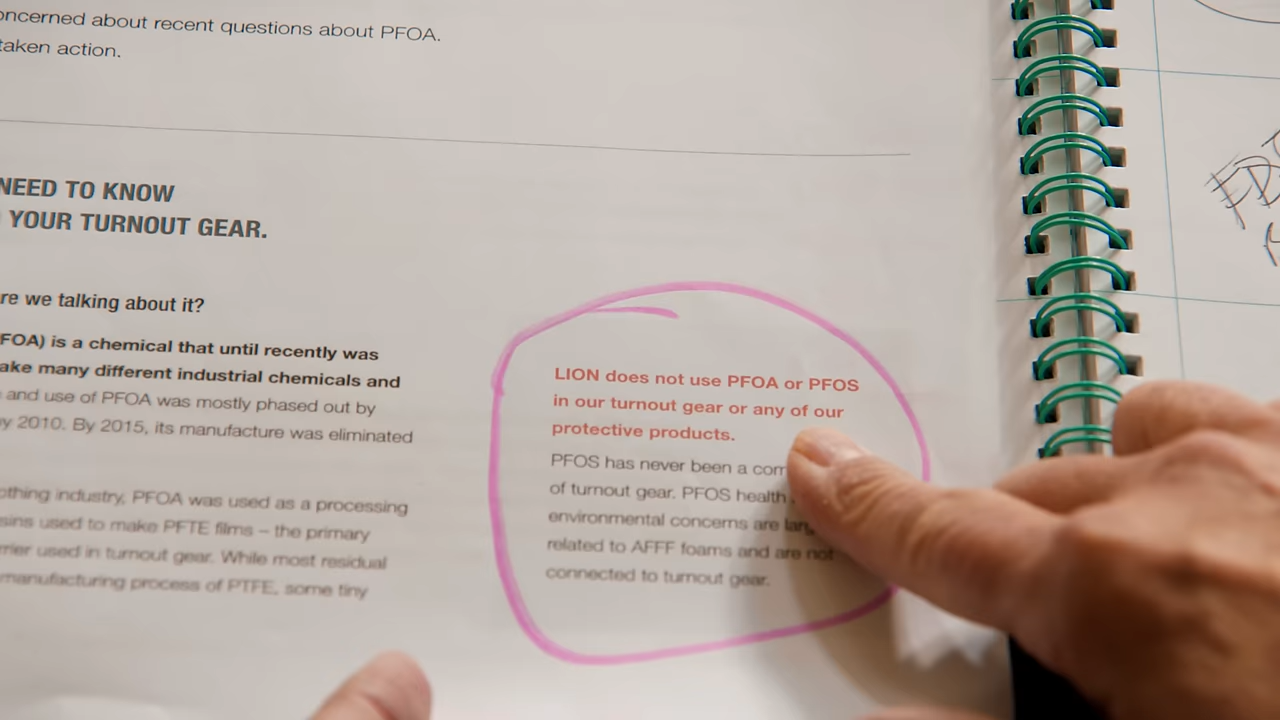 oncerned about recent questions about PFOA.
taken action.
NEED TO KNOW
YOUR TURNOUT GEAR.
re we talking about it?
FOA) is a chemical that until recently was
ake many different industrial chemicals and
and use of PFOA was mostly phased out by
by 2010. By 2015, its manufacture was eliminated
othing industry, PFOA was used as a processing
sins used to make PFTE films – the primary
rrier used in turnout gear. While most residual
manufacturing process of PTFE, some tiny
LION does not use PFOA or PFOS
in our turnout gear or any of our
protective products.
PFOS has never been a com
of turnout gear. PFOS health
environmental concerns are larg
related to AFFF foams and are not
connected to turnout gear.